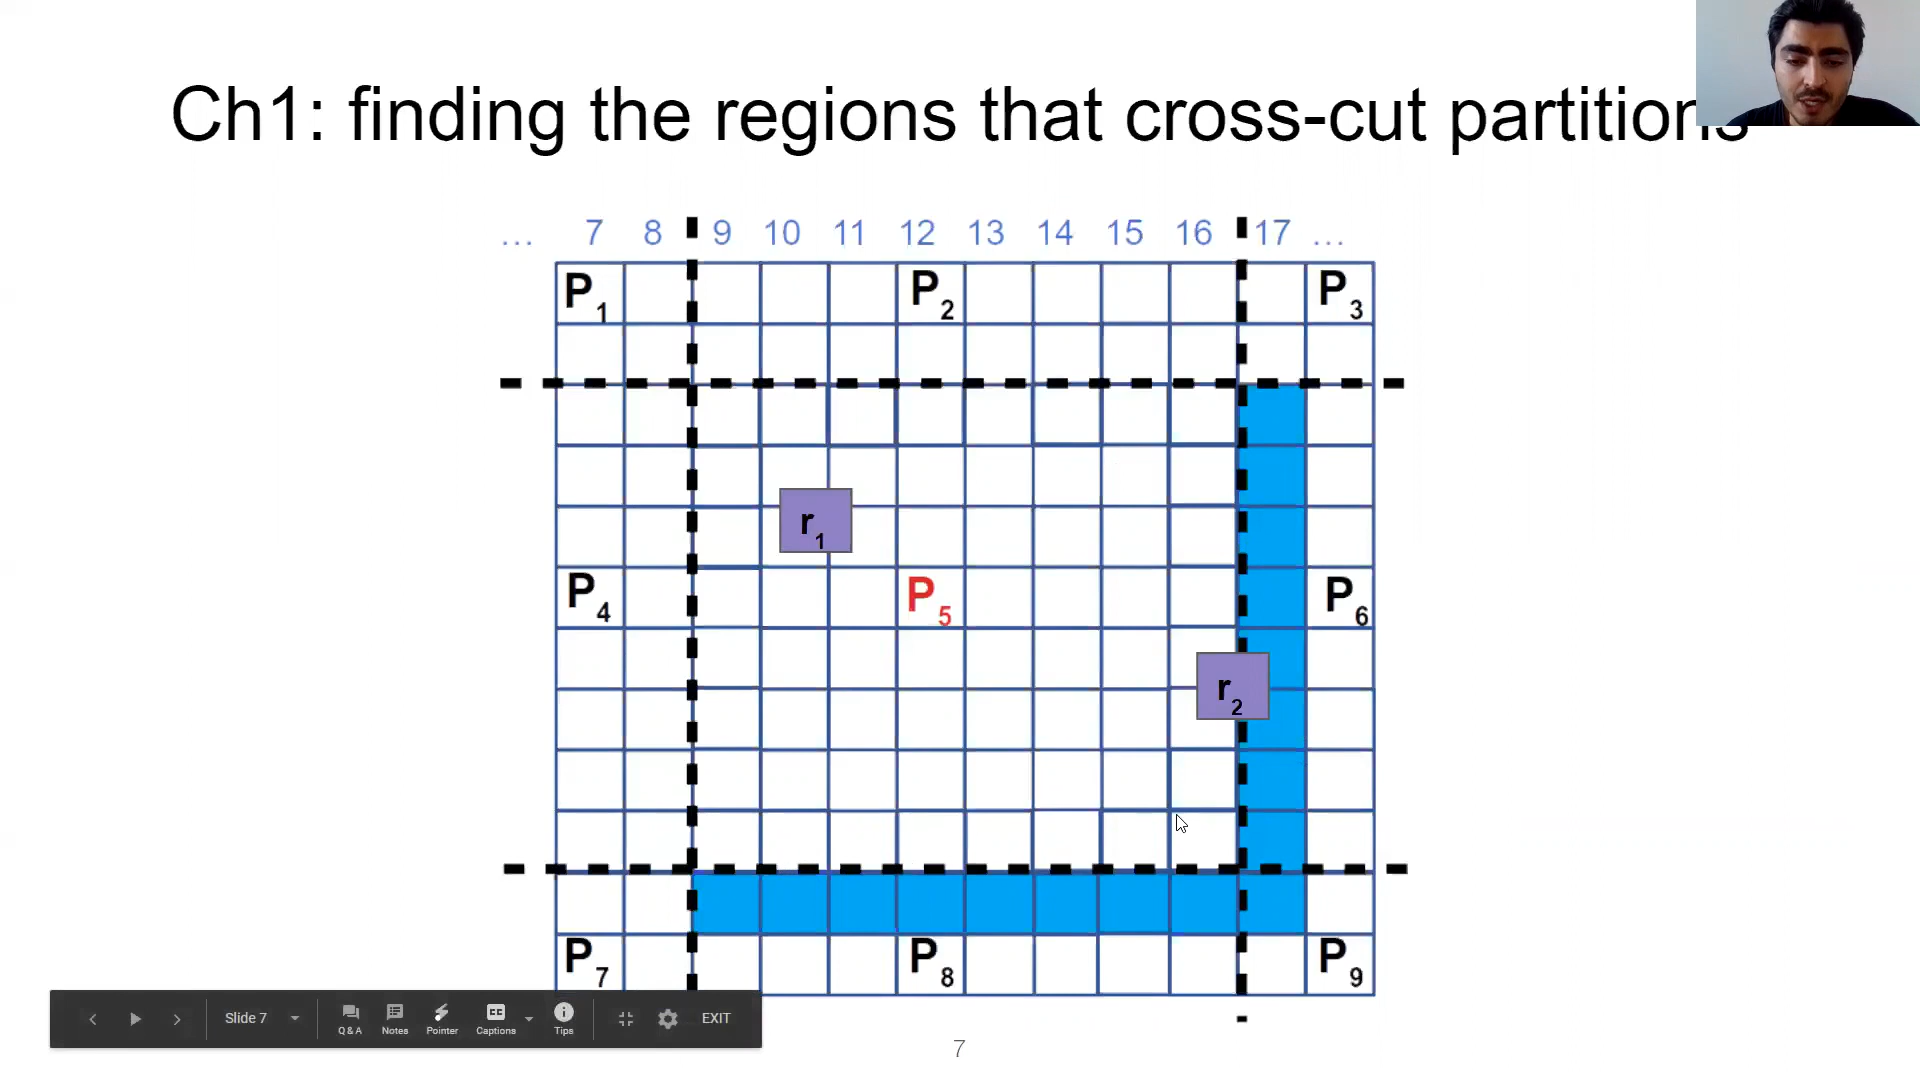 Ch1: finding the regions that cross-cut partitions
... 7 8 9 10 11 12 13 14 15 16 17 ...
P1 P2 P3
r1
P4 P5 P6
r2
P7 P8 P9
Slide 7 Q & A Notes Pointer Captions Tips EXIT
7